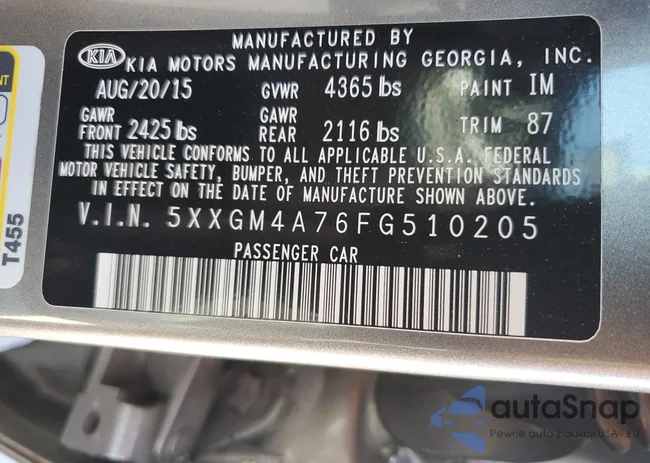 MANUFACTURED BY
KIA KIA MOTORS MANUFACTURING GEORGIA, INC.
AUG/20/15 GVWR 4365 lbs PAINT IM
GAWR FRONT 2425 lbs GAWR REAR 2116 lbs TRIM 87
THIS VEHICLE CONFORMS TO ALL APPLICABLE U.S.A. FEDERAL
MOTOR VEHICLE SAFETY, BUMPER, AND THEFT PREVENTION STANDARDS
IN EFFECT ON THE DATE OF MANUFACTURE SHOWN ABOVE.
V.I.N. 5XXGM4A76FG510205
PASSENGER CAR
T455
autaSnap
Pewne auta z aukcji USA i EU